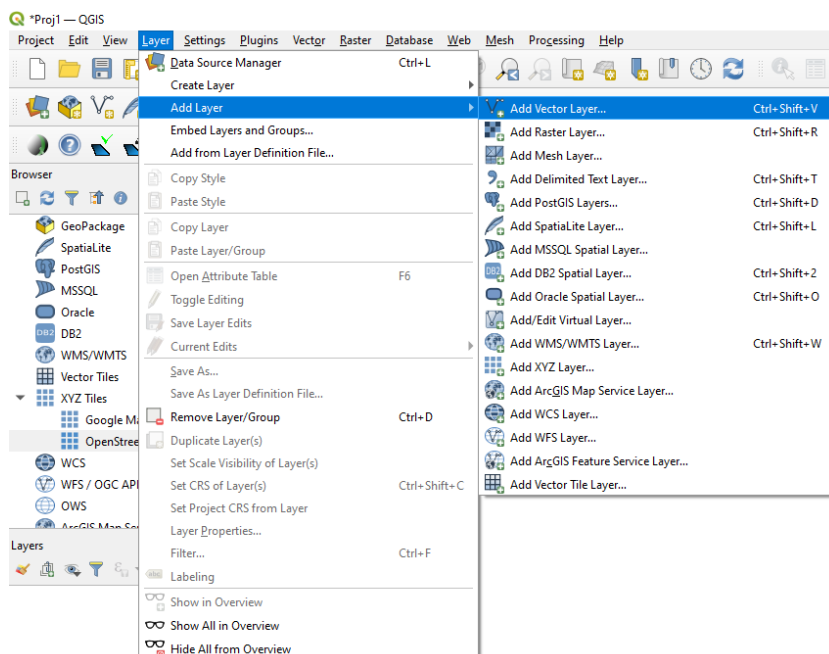 *Proj1 — QGIS
Project Edit View Layer Settings Plugins Vector Raster Database Web Mesh Processing Help
Data Source Manager Ctrl+L
Create Layer
Add Layer
Embed Layers and Groups...
Add from Layer Definition File...
Copy Style
Paste Style
Copy Layer
Paste Layer/Group
Open Attribute Table F6
Toggle Editing
Save Layer Edits
Current Edits
Save As...
Save As Layer Definition File...
Remove Layer/Group Ctrl+D
Duplicate Layer(s)
Set Scale Visibility of Layer(s)
Set CRS of Layer(s) Ctrl+Shift+C
Set Project CRS from Layer
Layer Properties...
Filter... Ctrl+F
abc Labeling
Show in Overview
Show All in Overview
Hide All from Overview
Add Vector Layer... Ctrl+Shift+V
Add Raster Layer... Ctrl+Shift+R
Add Mesh Layer...
Add Delimited Text Layer... Ctrl+Shift+T
Add PostGIS Layers... Ctrl+Shift+D
Add SpatiaLite Layer... Ctrl+Shift+L
Add MSSQL Spatial Layer...
DB2 Add DB2 Spatial Layer... Ctrl+Shift+2
Add Oracle Spatial Layer... Ctrl+Shift+O
Add/Edit Virtual Layer...
Add WMS/WMTS Layer... Ctrl+Shift+W
Add XYZ Layer...
Add ArcGIS Map Service Layer...
Add WCS Layer...
Add WFS Layer...
Add ArcGIS Feature Service Layer...
Add Vector Tile Layer...
Browser
GeoPackage
SpatiaLite
PostGIS
MSSQL
Oracle
DB2 DB2
WMS/WMTS
Vector Tiles
XYZ Tiles
Google Ma
OpenStree
WCS
WFS / OGC API
OWS
ArcGIS Map Ser
Layers